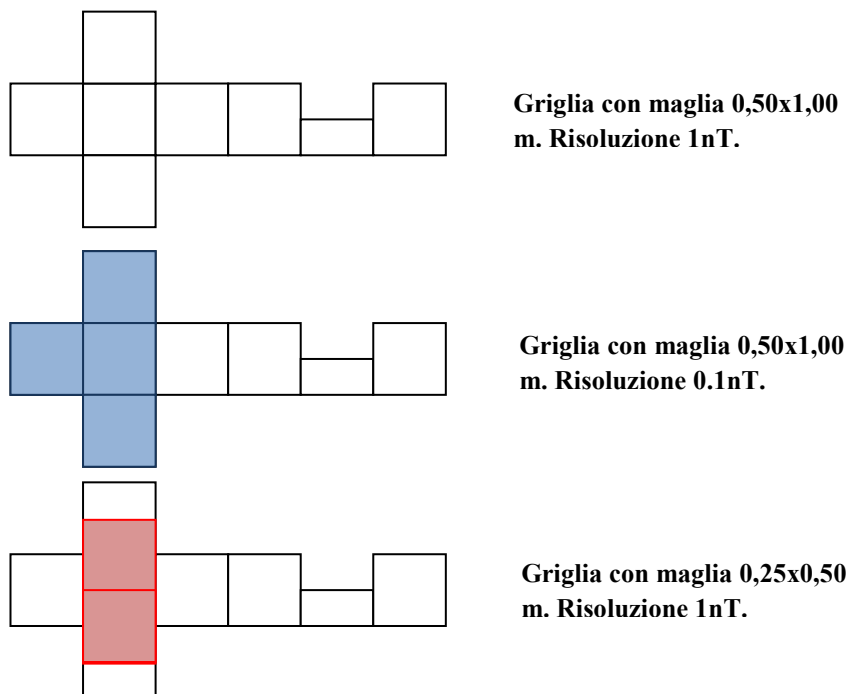 Griglia con maglia 0,50x1,00
m. Risoluzione 1nT.
Griglia con maglia 0,50x1,00
m. Risoluzione 0.1nT.
Griglia con maglia 0,25x0,50
m. Risoluzione 1nT.